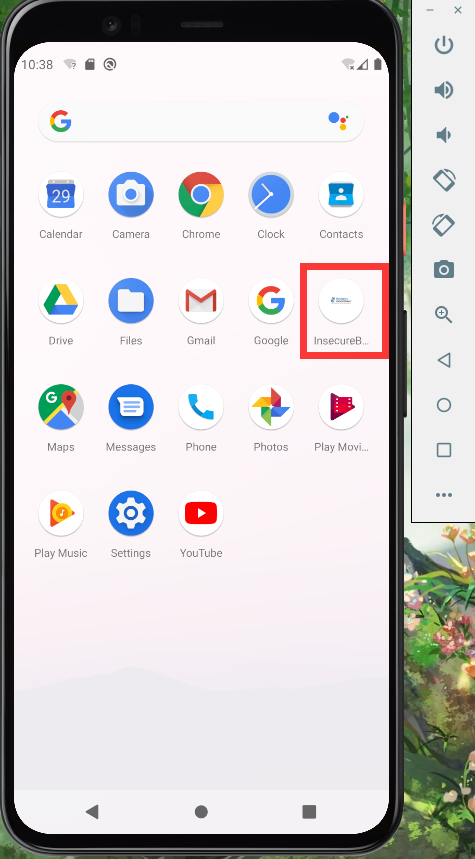 10:38
G
29
Calendar Camera Chrome Clock Contacts
G
Drive Files Gmail Google InsecureB...
G
Maps Messages Phone Photos Play Movi...
Play Music Settings YouTube